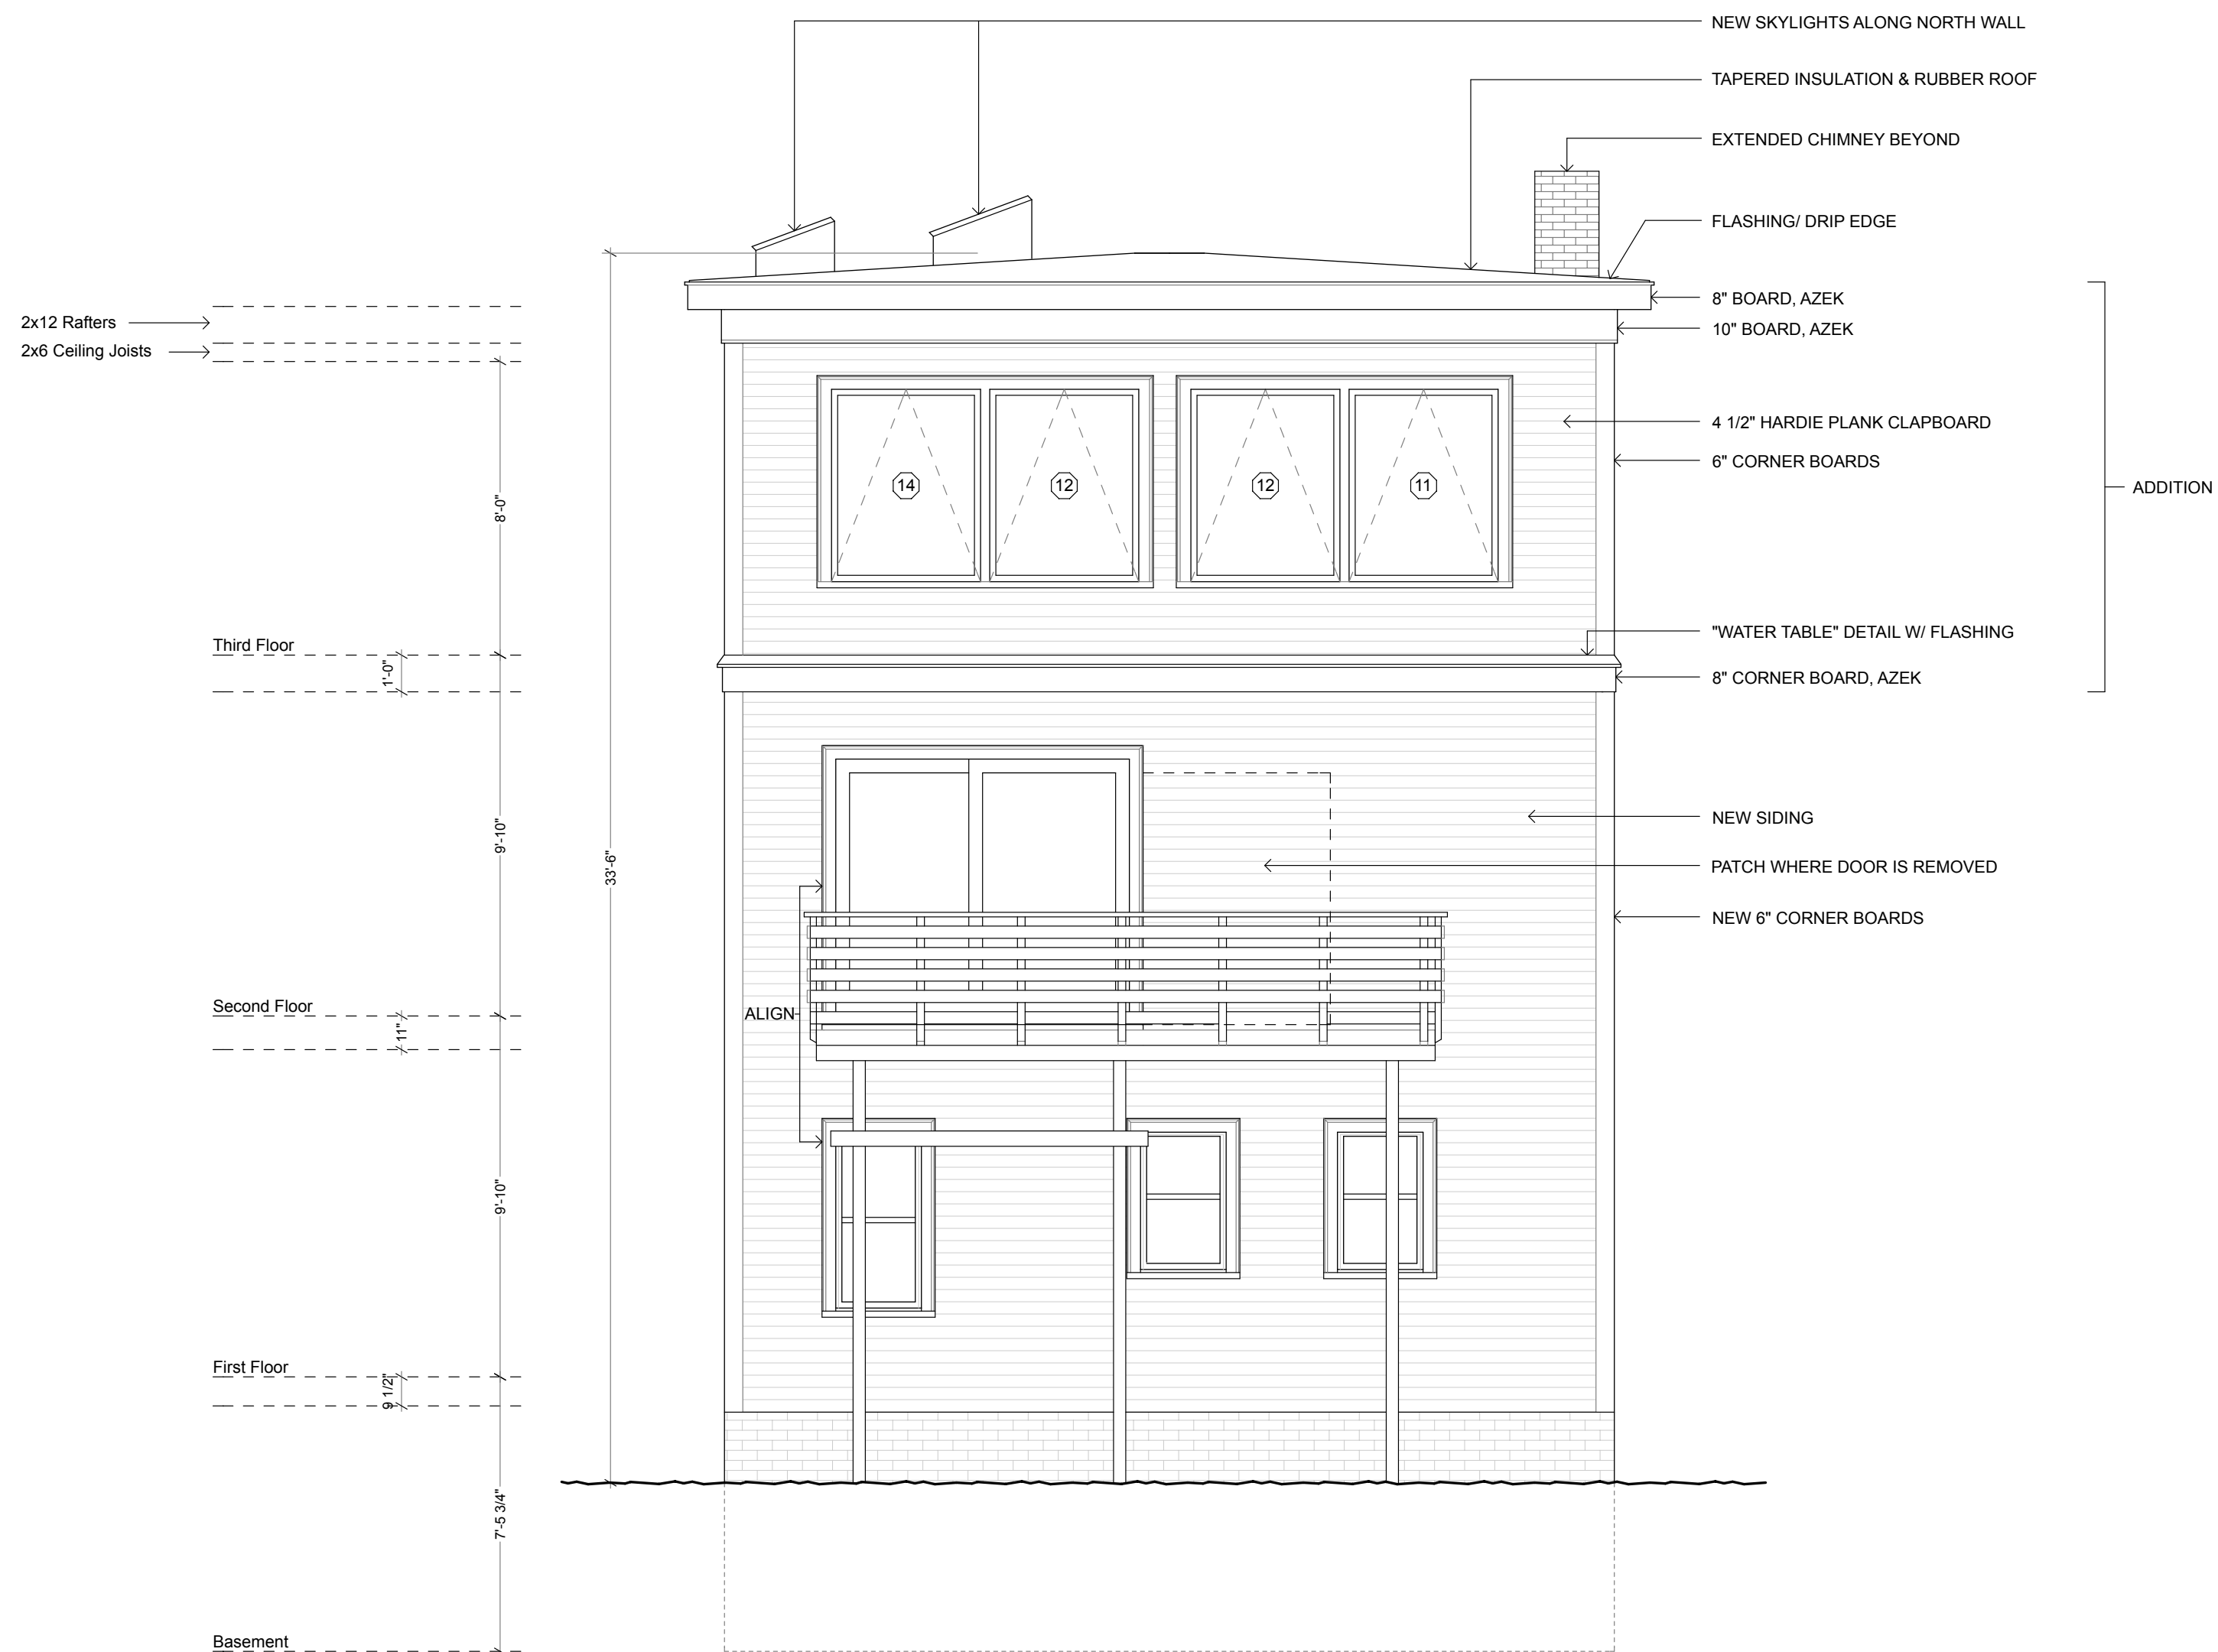 NEW SKYLIGHTS ALONG NORTH WALL
TAPERED INSULATION & RUBBER ROOF
EXTENDED CHIMNEY BEYOND
FLASHING/ DRIP EDGE
8" BOARD, AZEK
2x12 Rafters
10" BOARD, AZEK
2x6 Ceiling Joists
4 1/2" HARDIE PLANK CLAPBOARD
6" CORNER BOARDS
14
12
12
11
ADDITION
8'-0"
"WATER TABLE" DETAIL W/ FLASHING
Third Floor
1'-0"
8" CORNER BOARD, AZEK
NEW SIDING
9'-10"
33'-6"
PATCH WHERE DOOR IS REMOVED
NEW 6" CORNER BOARDS
Second Floor
ALIGN
11"
9'-10"
First Floor
9 1/2"
7'-5 3/4"
Basement